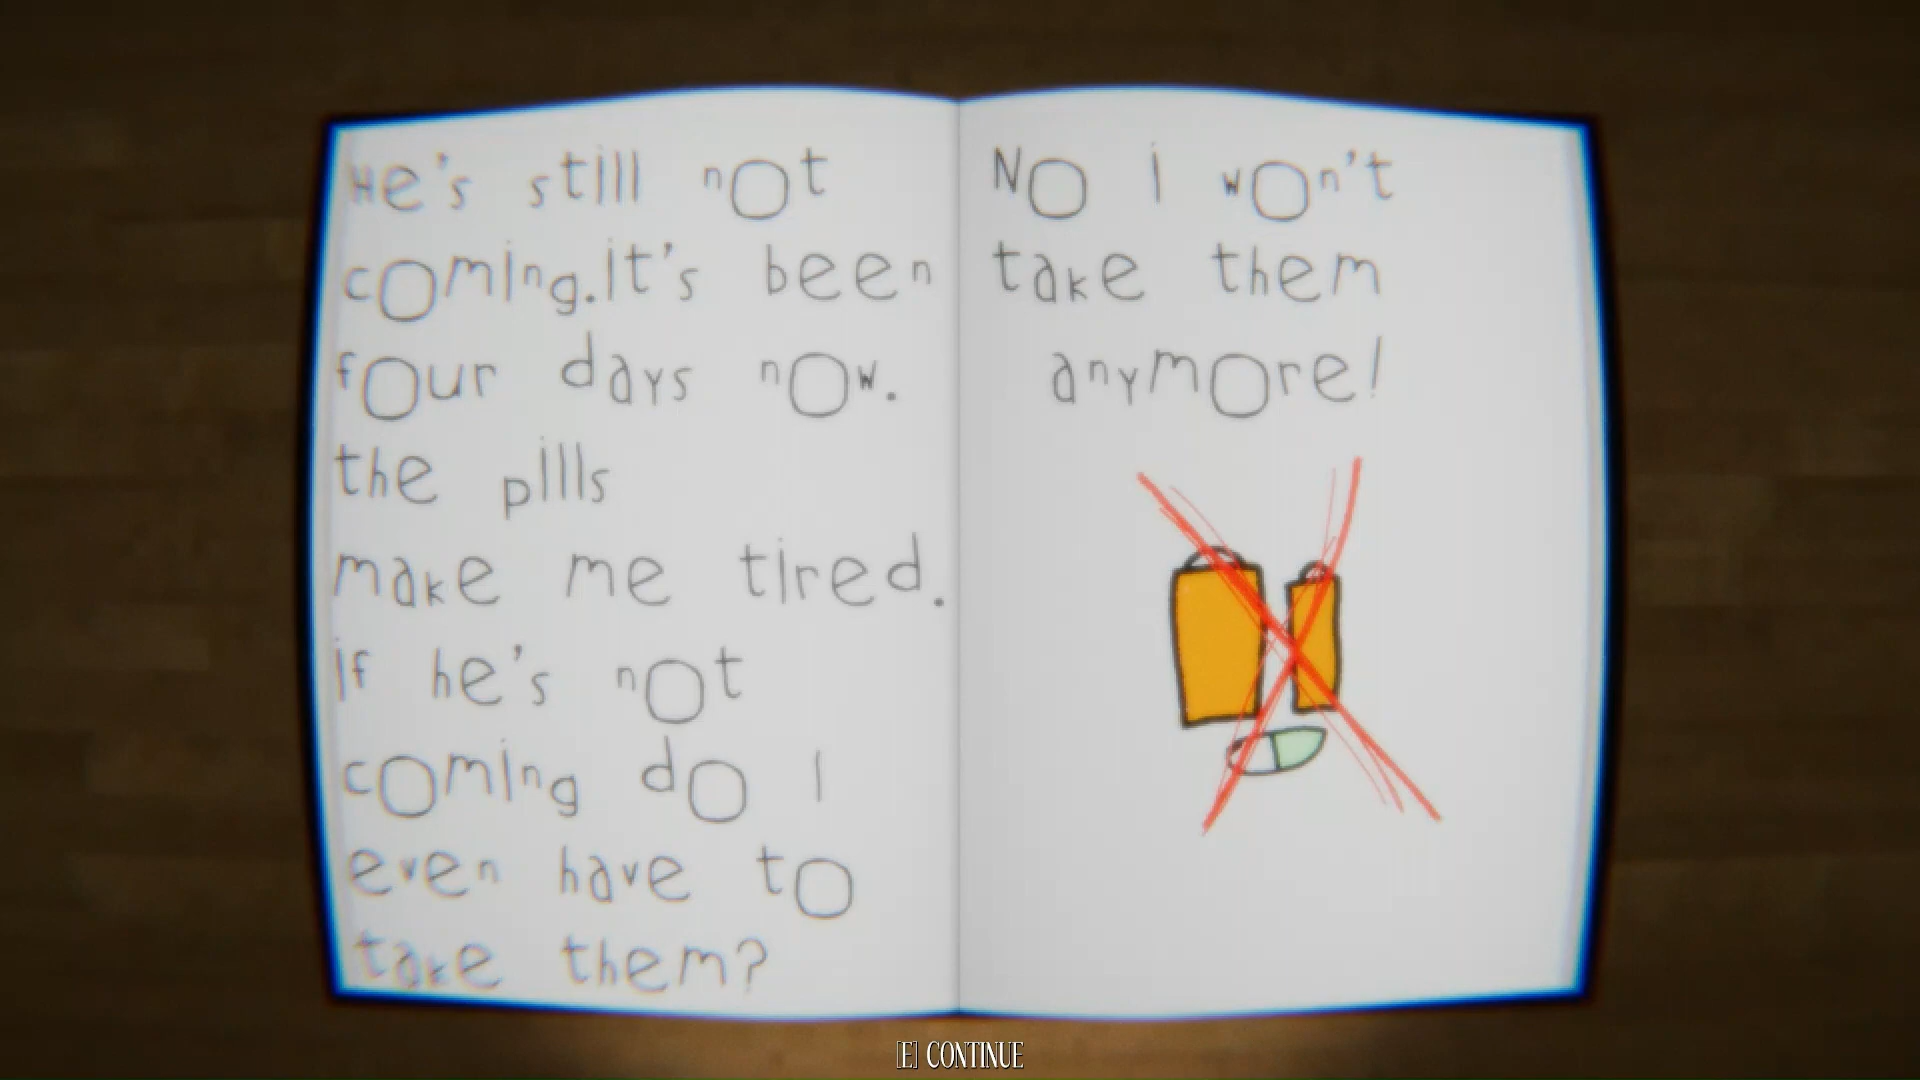 He's still not
coming.it's been
four days now.
the pills
make me tired.
if he's not
coming do I
even have to
take them?
No i won't
take them
anymore!
[E] CONTINUE